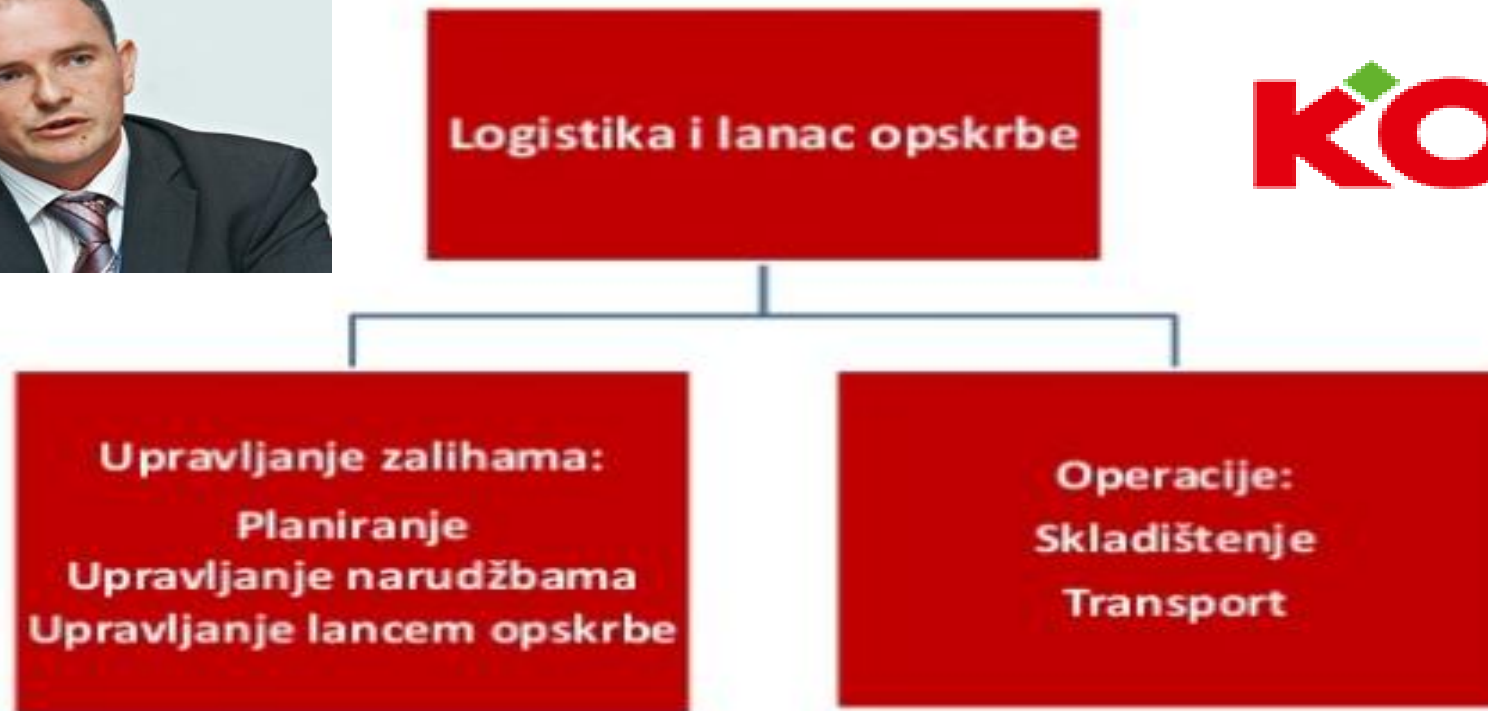 Logistika i lanac opskrbe
KO
Upravljanje zalihama:
Planiranje
Upravljanje narudžbama
Upravljanje lancem opskrbe
Operacije:
Skladištenje
Transport